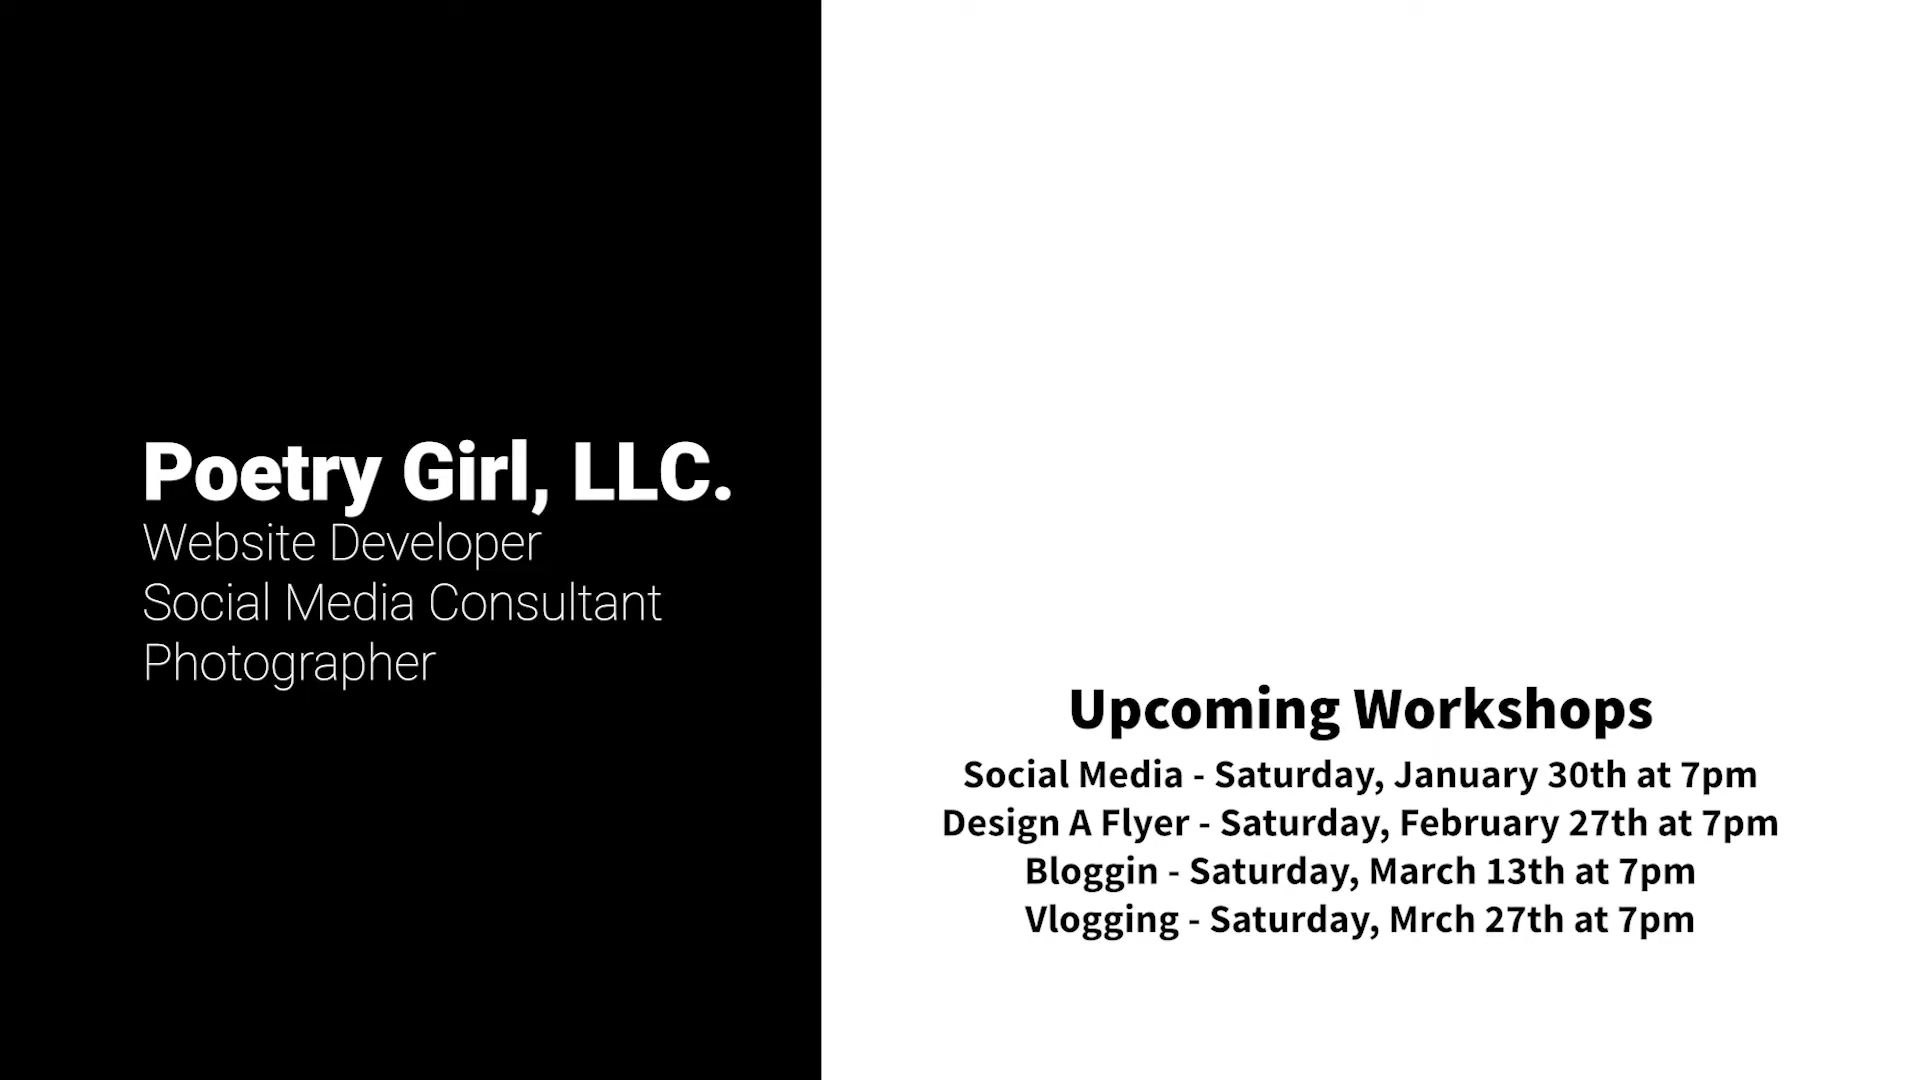 Poetry Girl, LLC.
Website Developer
Social Media Consultant
Photographer
Upcoming Workshops
Social Media - Saturday, January 30th at 7pm
Design A Flyer - Saturday, February 27th at 7pm
Bloggin - Saturday, March 13th at 7pm
Vlogging - Saturday, Mrch 27th at 7pm